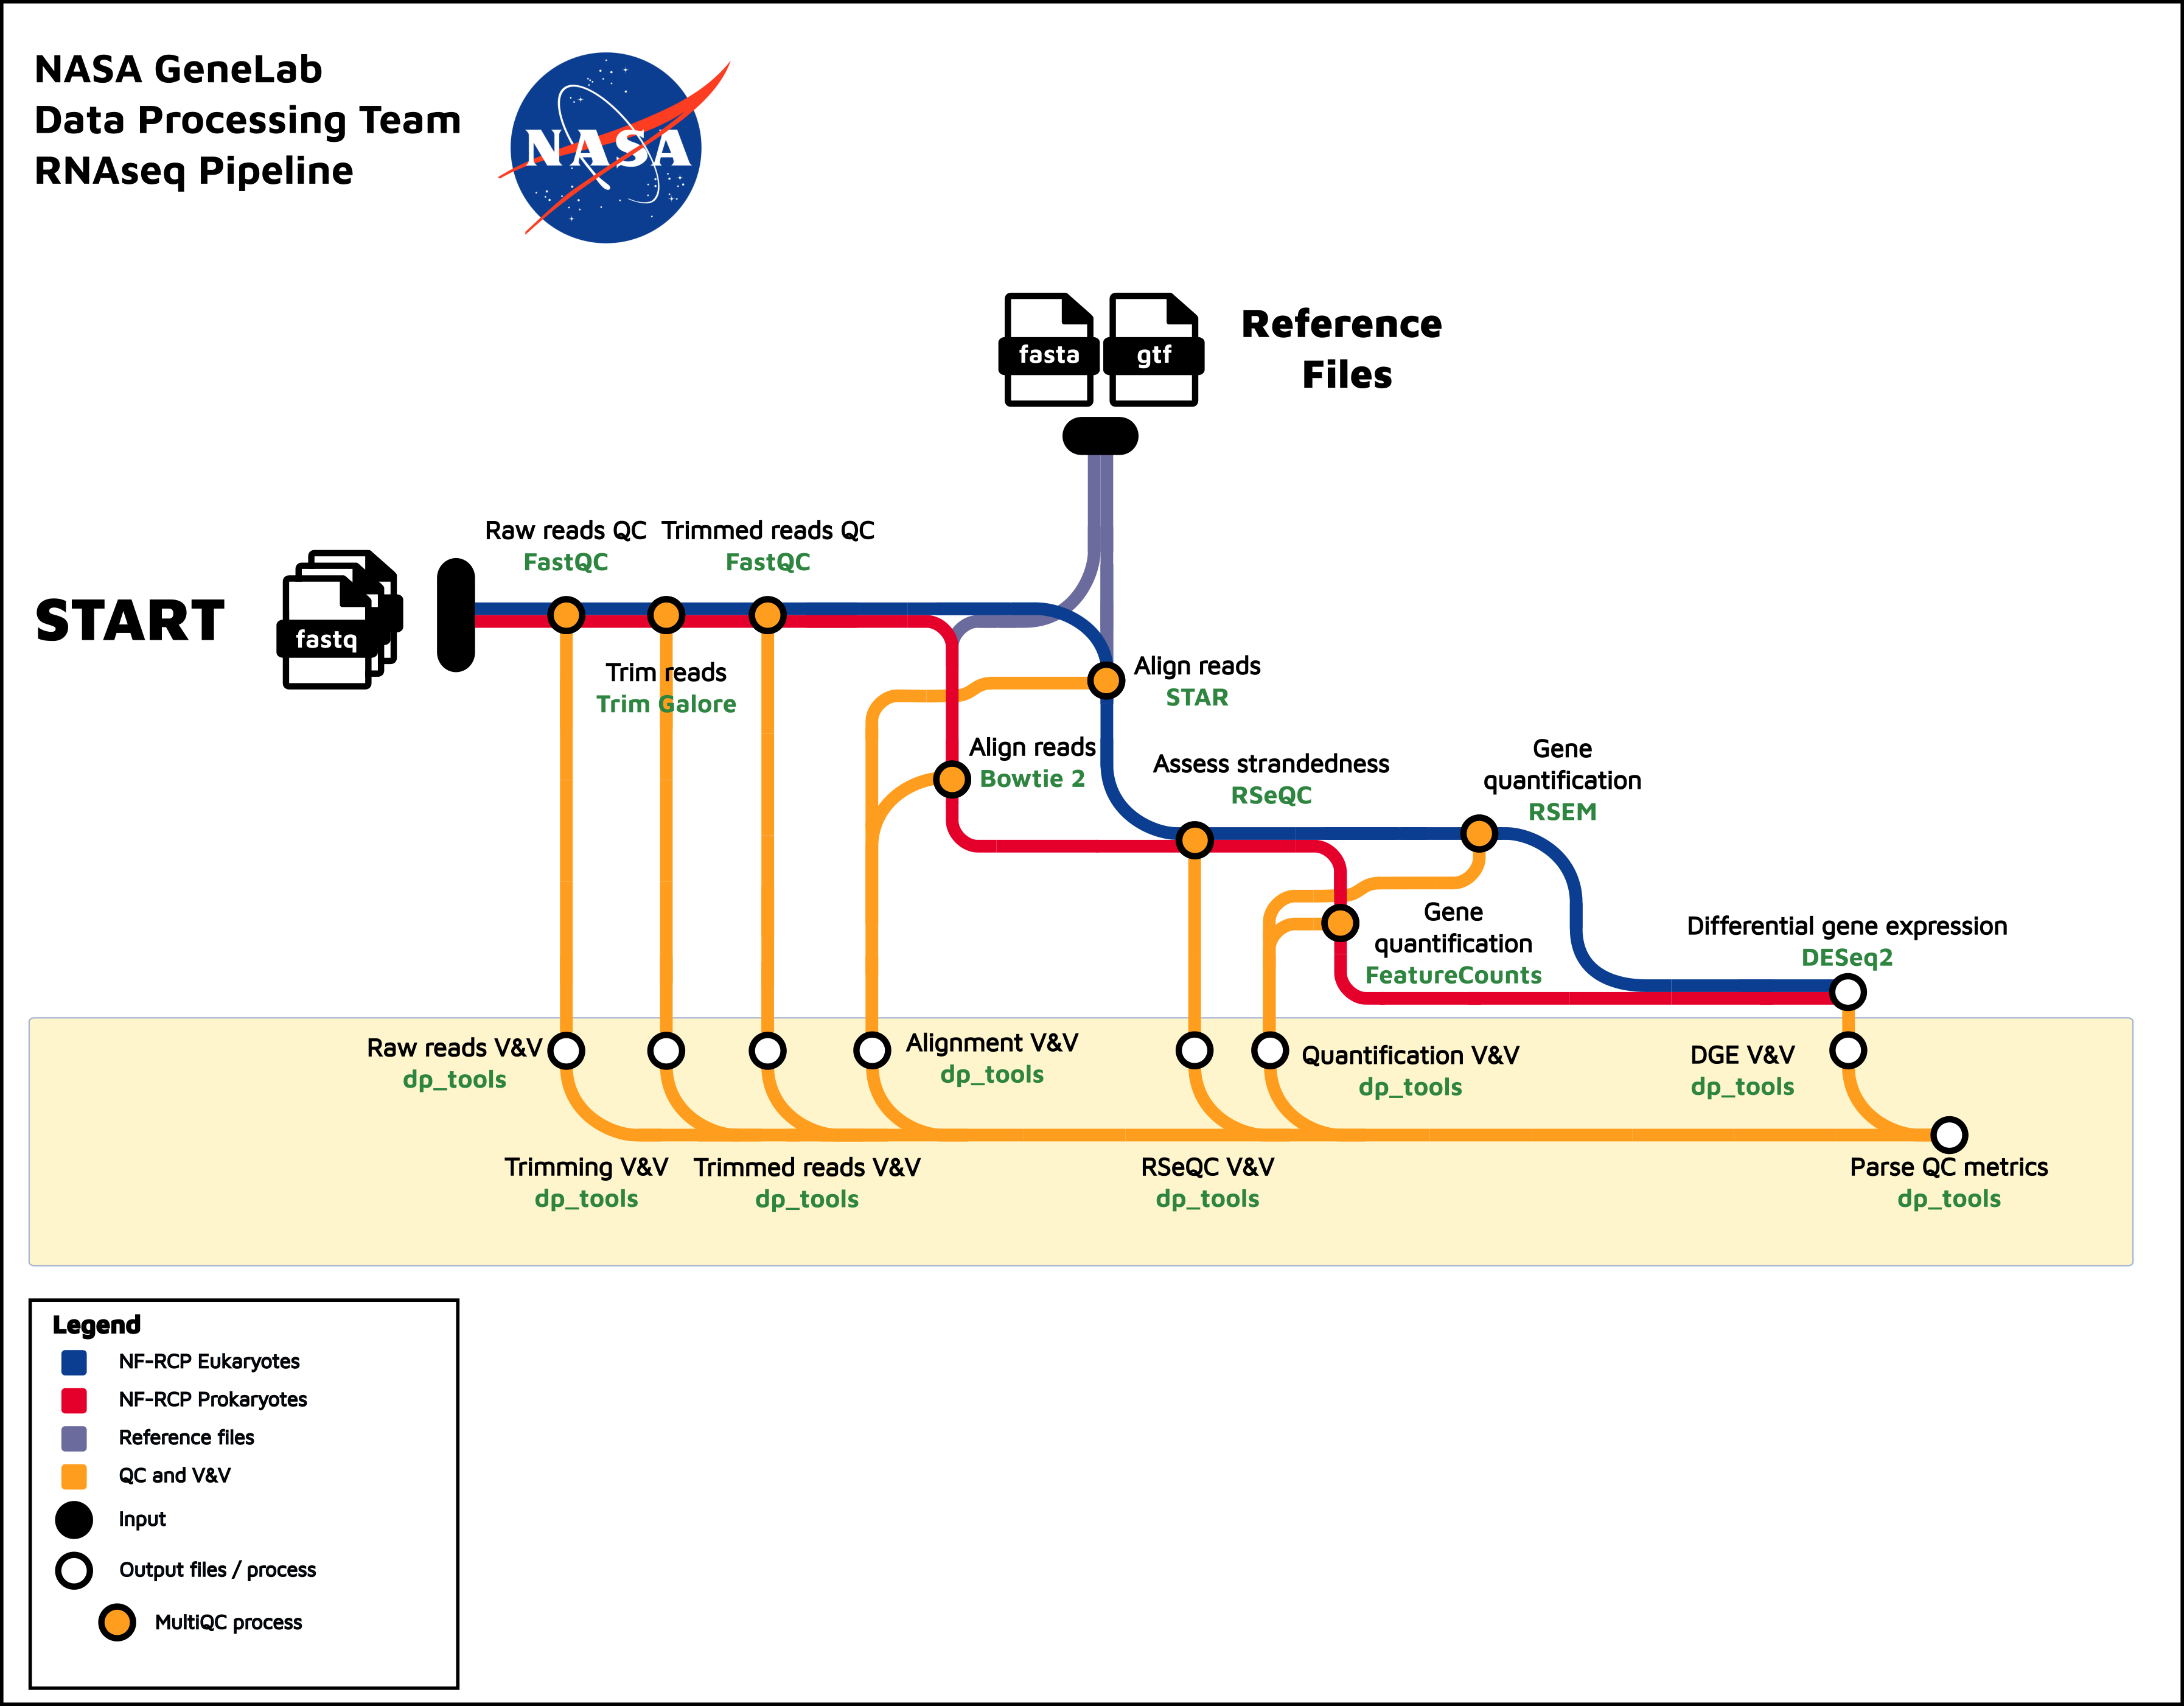 NASA GeneLab
Data Processing Team
RNAseq Pipeline
NASA
fasta
gtf
Reference
Files
START
fastq
Raw reads QC
FastQC
Trimmed reads QC
FastQC
Trim reads
Trim Galore
Align reads
STAR
Align reads
Bowtie 2
Assess strandedness
RSeQC
Gene
quantification
RSEM
Gene
quantification
FeatureCounts
Differential gene expression
DESeq2
Raw reads V&V
dp_tools
Alignment V&V
dp_tools
Quantification V&V
dp_tools
DGE V&V
dp_tools
Trimming V&V
dp_tools
Trimmed reads V&V
dp_tools
RSeQC V&V
dp_tools
Parse QC metrics
dp_tools
Legend
NF-RCP Eukaryotes
NF-RCP Prokaryotes
Reference files
QC and V&V
Input
Output files / process
MultiQC process